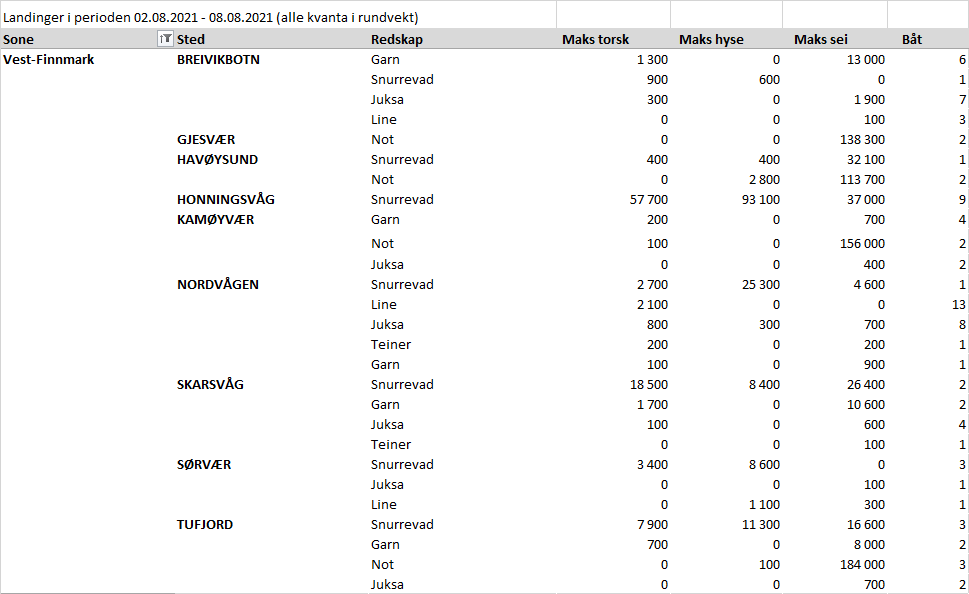 Landinger i perioden 02.08.2021 - 08.08.2021 (alle kvanta i rundvekt)
Sone Sted Redskap Maks torsk Maks hyse Maks sei Båt
Vest-Finnmark BREIVIKBOTN Garn 1 300 0 13 000 6
Snurrevad 900 600 0 1
Juksa 300 0 1 900 7
Line 0 0 100 3
GJESVÆR Not 0 0 138 300 2
HAVØYSUND Snurrevad 400 400 32 100 1
Not 0 2 800 113 700 2
HONNINGSVÅG Snurrevad 57 700 93 100 37 000 9
KAMØYVÆR Garn 200 0 700 4
Not 100 0 156 000 2
Juksa 0 0 400 2
NORDVÅGEN Snurrevad 2 700 25 300 4 600 1
Line 2 100 0 0 13
Juksa 800 300 700 8
Teiner 200 0 200 1
Garn 100 0 900 1
SKARSVÅG Snurrevad 18 500 8 400 26 400 2
Garn 1 700 0 10 600 2
Juksa 100 0 600 4
Teiner 0 0 100 1
SØRVÆR Snurrevad 3 400 8 600 0 3
Juksa 0 0 100 1
Line 0 1 100 300 1
TUFJORD Snurrevad 7 900 11 300 16 600 3
Garn 700 0 8 000 2
Not 0 100 184 000 3
Juksa 0 0 700 2